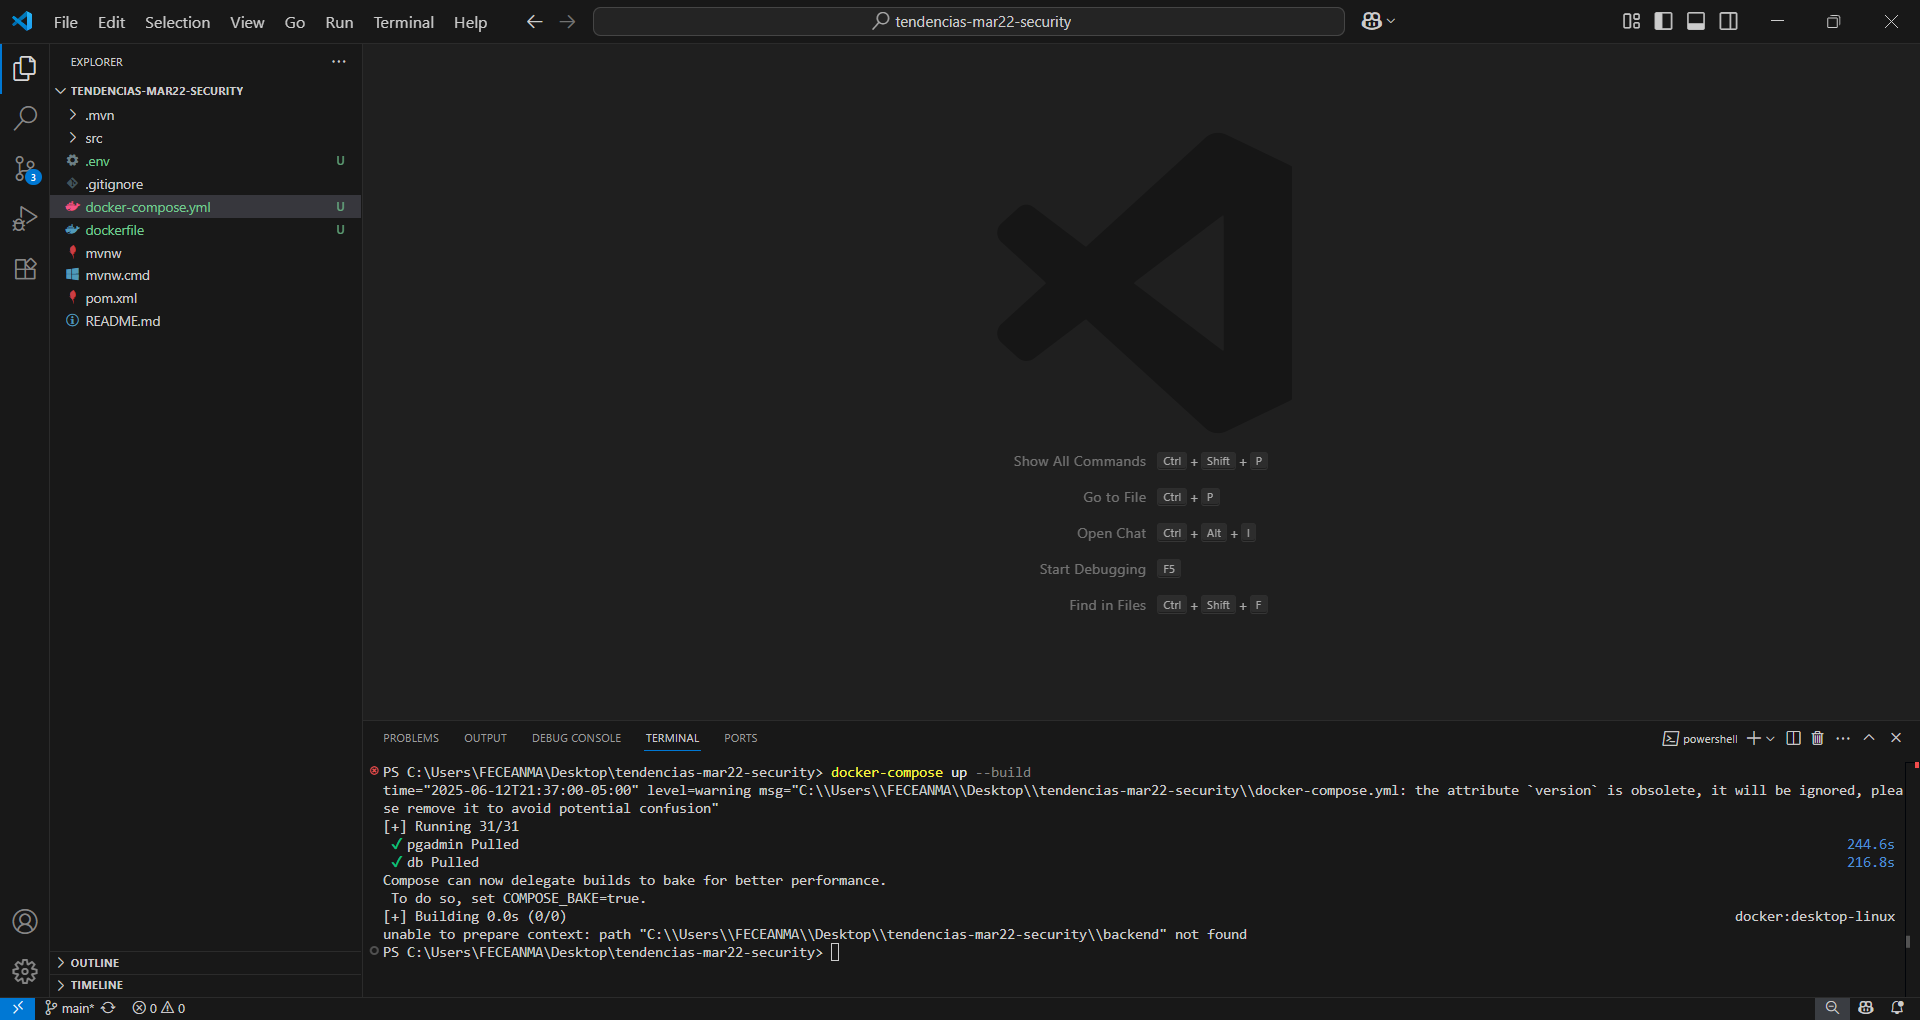 File Edit Selection View Go Run Terminal Help
tendencias-mar22-security
EXPLORER
TENDENCIAS-MAR22-SECURITY
.mvn
src
.env U
.gitignore
docker-compose.yml U
dockerfile U
mvnw
mvnw.cmd
pom.xml
README.md
3
Show All Commands Ctrl + Shift + P
Go to File Ctrl + P
Open Chat Ctrl + Alt + I
Start Debugging F5
Find in Files Ctrl + Shift + F
PROBLEMS OUTPUT DEBUG CONSOLE TERMINAL PORTS
powershell
PS C:\Users\FECEANMA\Desktop\tendencias-mar22-security> docker-compose up --build
time="2025-06-12T21:37:00-05:00" level=warning msg="C:\\Users\\FECEANMA\\Desktop\\tendencias-mar22-security\\docker-compose.yml: the attribute `version` is obsolete, it will be ignored, plea
se remove it to avoid potential confusion"
[+] Running 31/31
✔ pgadmin Pulled 244.6s
✔ db Pulled 216.8s
Compose can now delegate builds to bake for better performance.
To do so, set COMPOSE_BAKE=true.
[+] Building 0.0s (0/0) docker:desktop-linux
unable to prepare context: path "C:\\Users\\FECEANMA\\Desktop\\tendencias-mar22-security\\backend" not found
PS C:\Users\FECEANMA\Desktop\tendencias-mar22-security>
OUTLINE
TIMELINE
main* 0 0